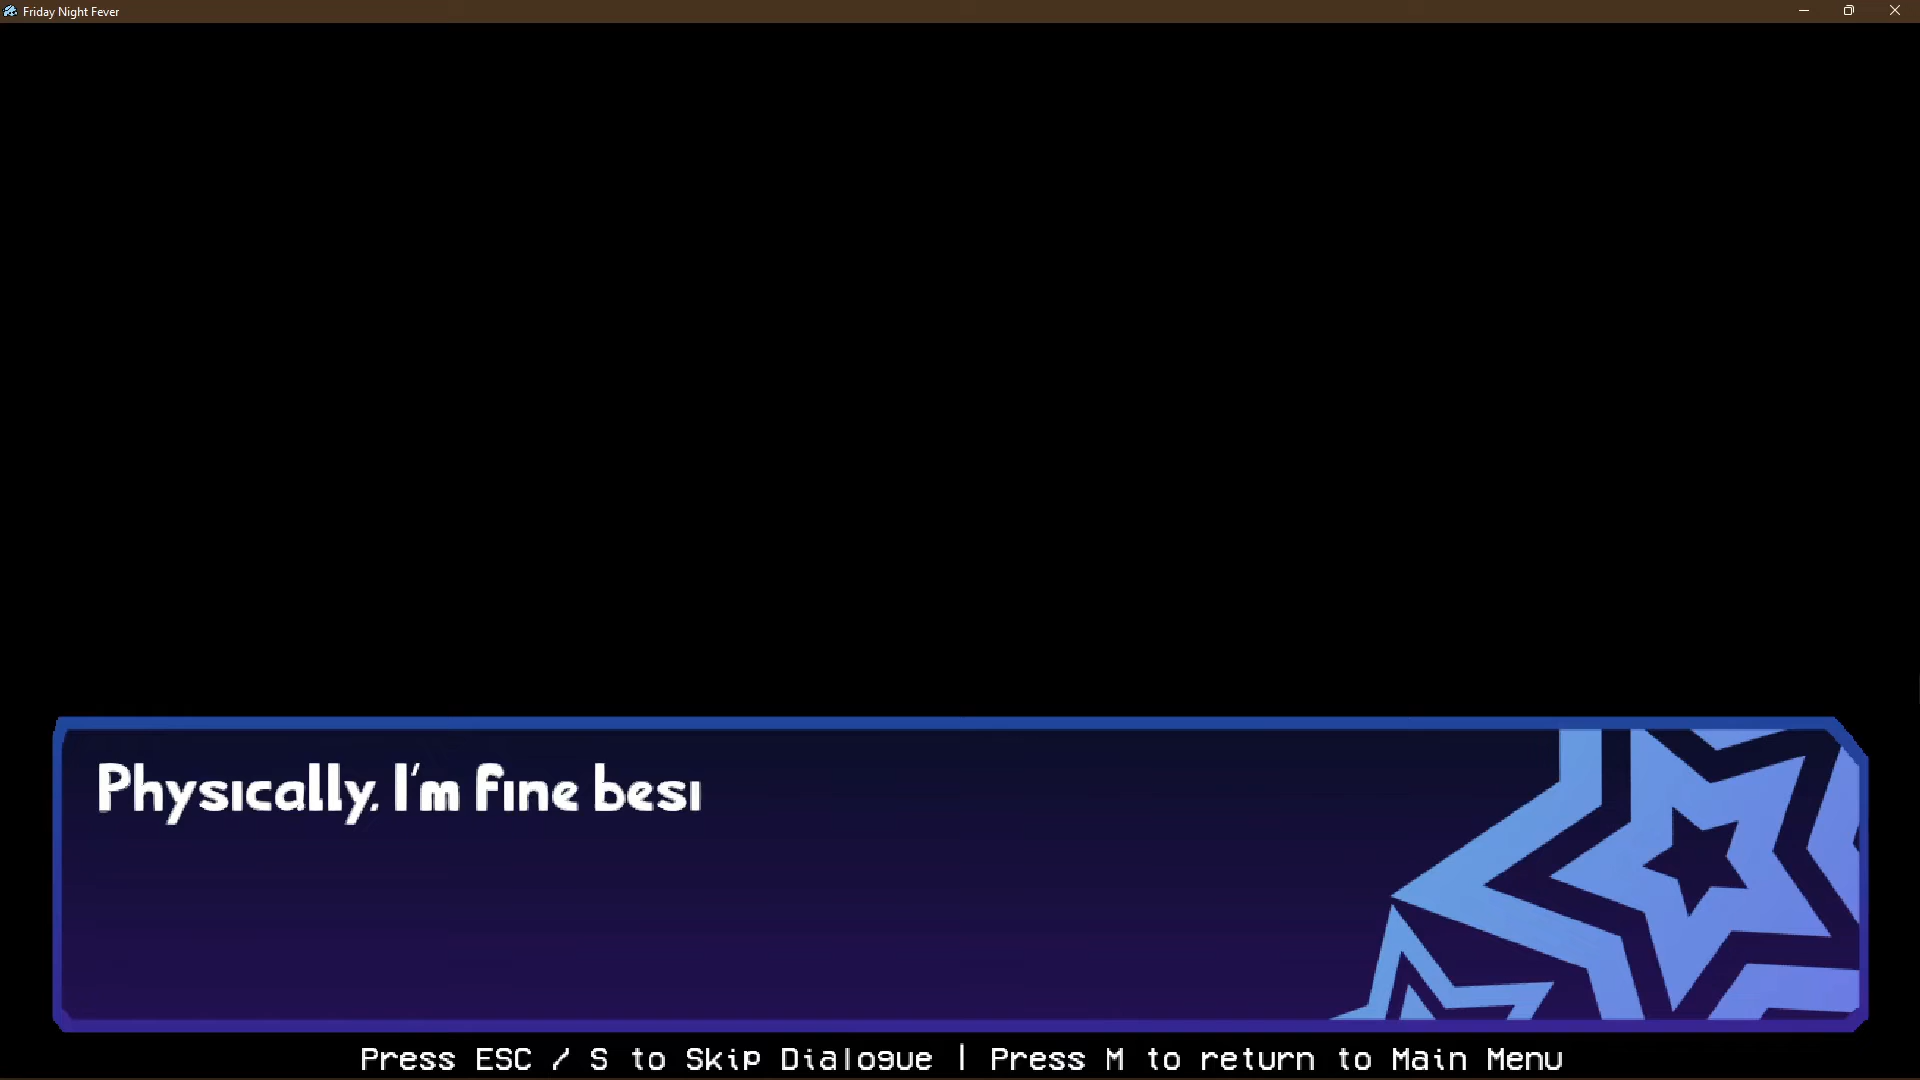 Friday Night Fever
Physically, I'm fine besi
Press ESC / S to Skip Dialogue | Press M to return to Main Menu